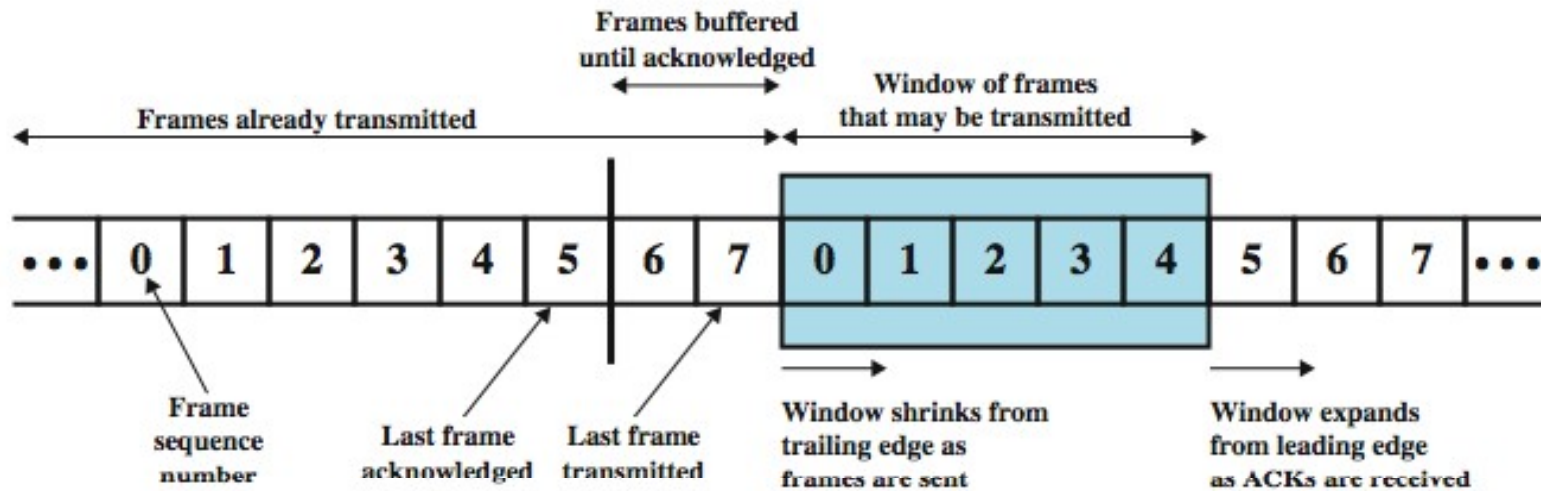 Frames buffered
until acknowledged
Window of frames
that may be transmitted
Frames already transmitted
••• 0 1 2 3 4 5 6 7 0 1 2 3 4 5 6 7 •••
Frame
sequence
number
Last frame
acknowledged
Last frame
transmitted
Window shrinks from
trailing edge as
frames are sent
Window expands
from leading edge
as ACKs are received